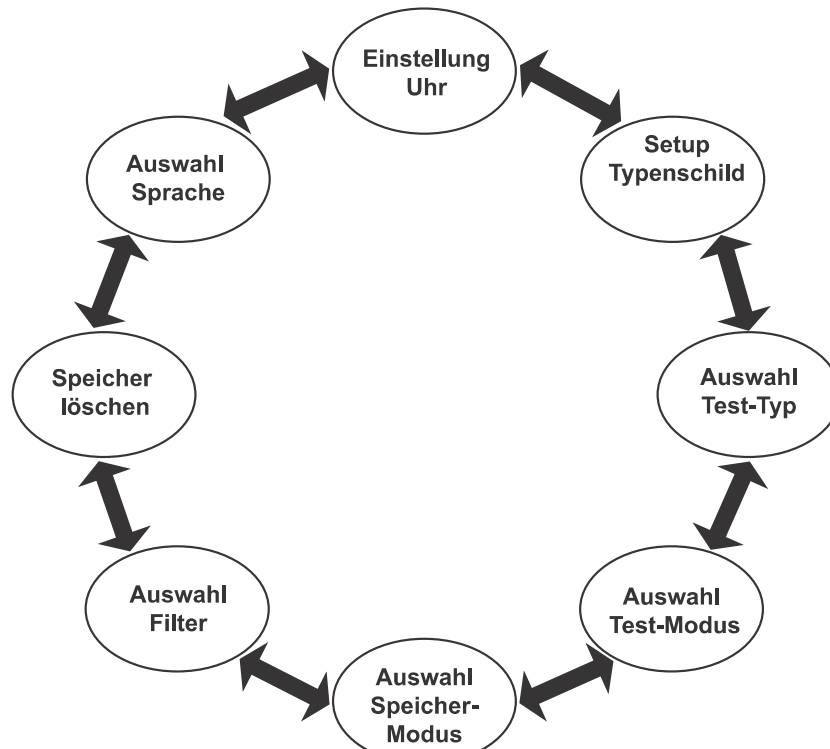 Einstellung
Uhr
Setup
Typenschild
Auswahl
Test-Typ
Auswahl
Test-Modus
Auswahl
Speicher-
Modus
Auswahl
Filter
Speicher
löschen
Auswahl
Sprache